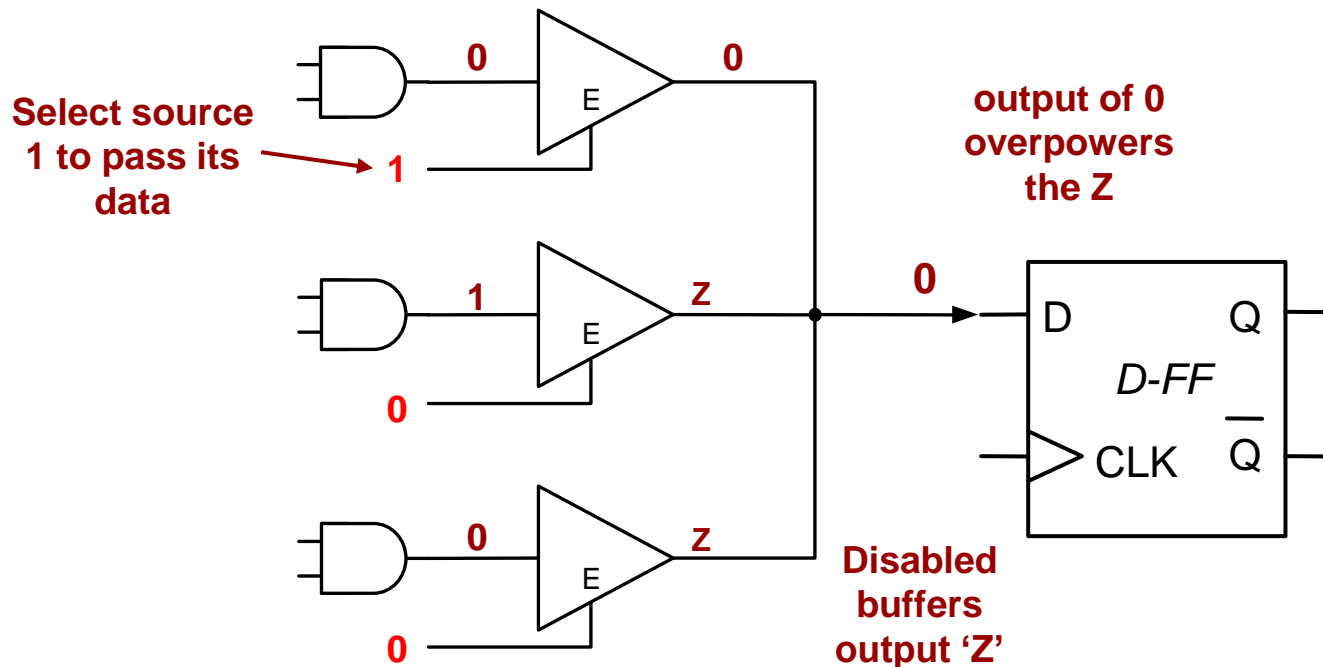 0
0
E
Select source
1 to pass its
data
1
output of 0
overpowers
the Z
1
Z
E
0
0
D
Q
D-FF
CLK
Q
0
Z
E
0
Disabled
buffers
output ‘Z’